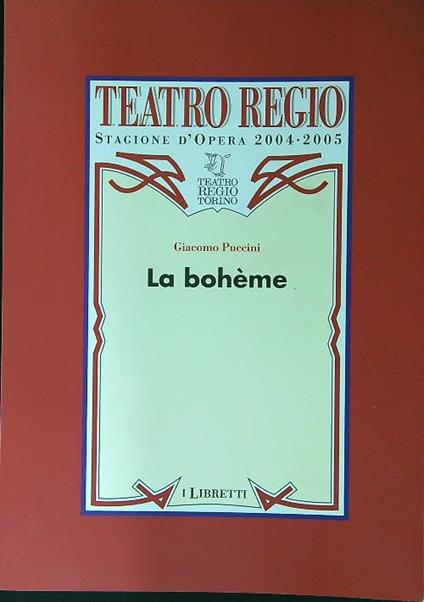 TEATRO REGIO
STAGIONE D'OPERA 2004·2005
TEATRO
REGIO
TORINO
Giacomo Puccini
La bohème
I LIBRETTI